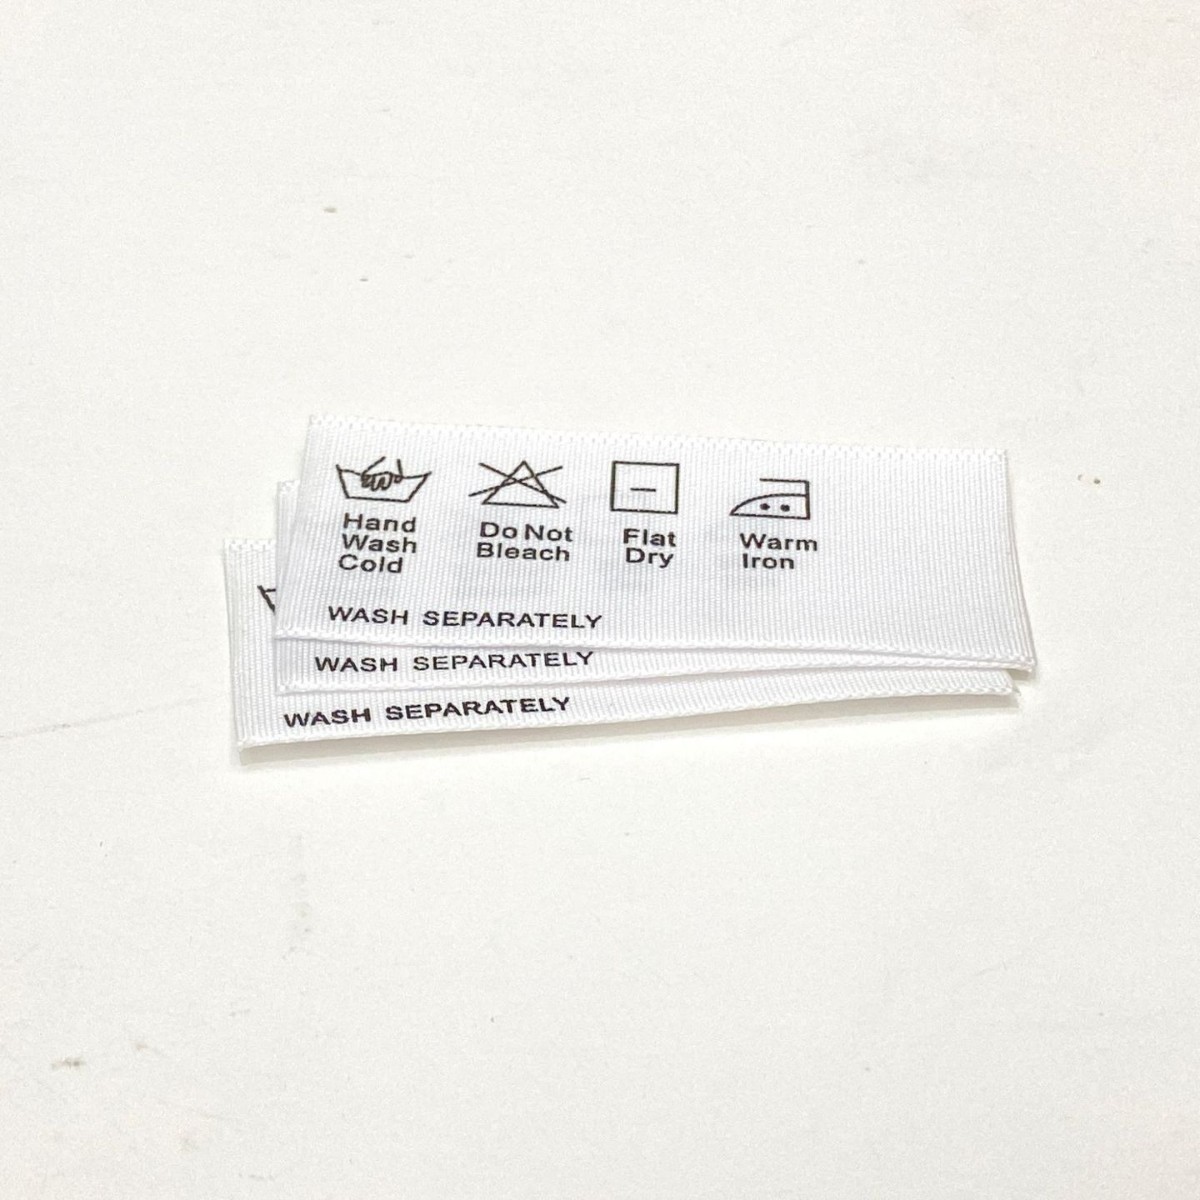 Hand
Wash
Cold
Do Not
Bleach
Flat
Dry
Warm
Iron
WASH SEPARATELY
WASH SEPARATELY
WASH SEPARATELY